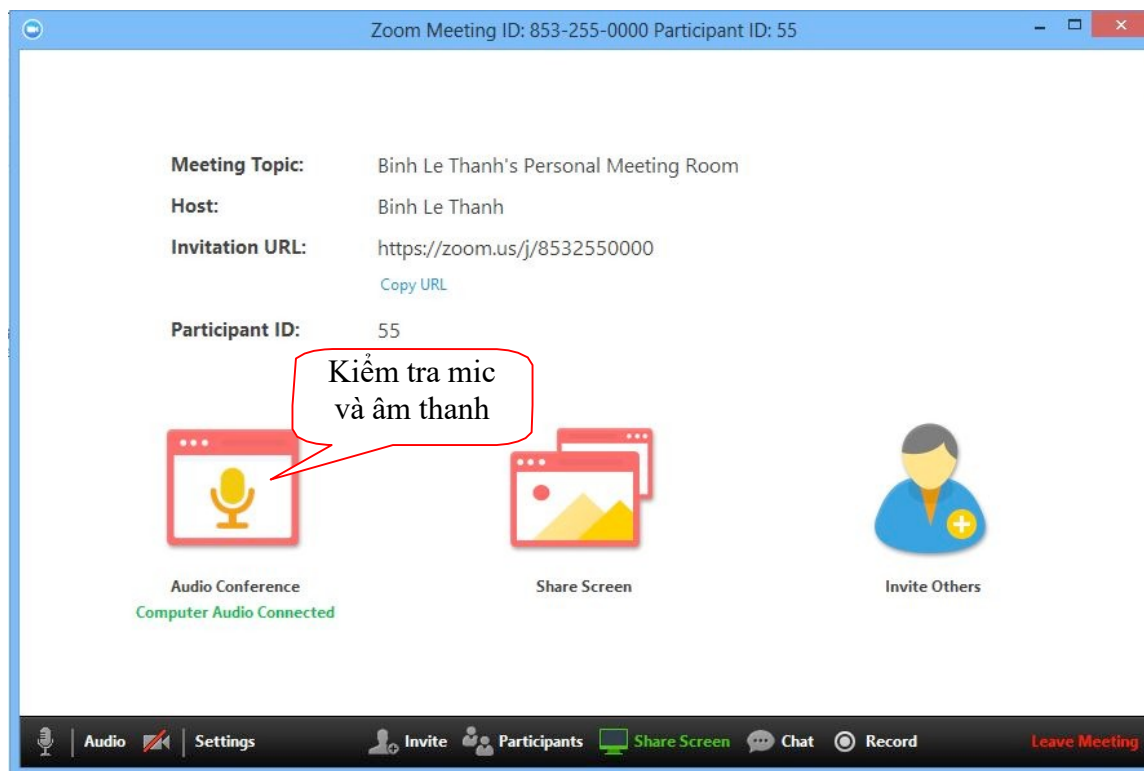 Zoom Meeting ID: 853-255-0000 Participant ID: 55
Meeting Topic: Binh Le Thanh's Personal Meeting Room
Host: Binh Le Thanh
Invitation URL: https://zoom.us/j/8532550000
Copy URL
Participant ID: 55
Kiểm tra mic
và âm thanh
Audio Conference Share Screen Invite Others
Computer Audio Connected
Audio Settings Invite Participants Share Screen Chat Record Leave Meeting